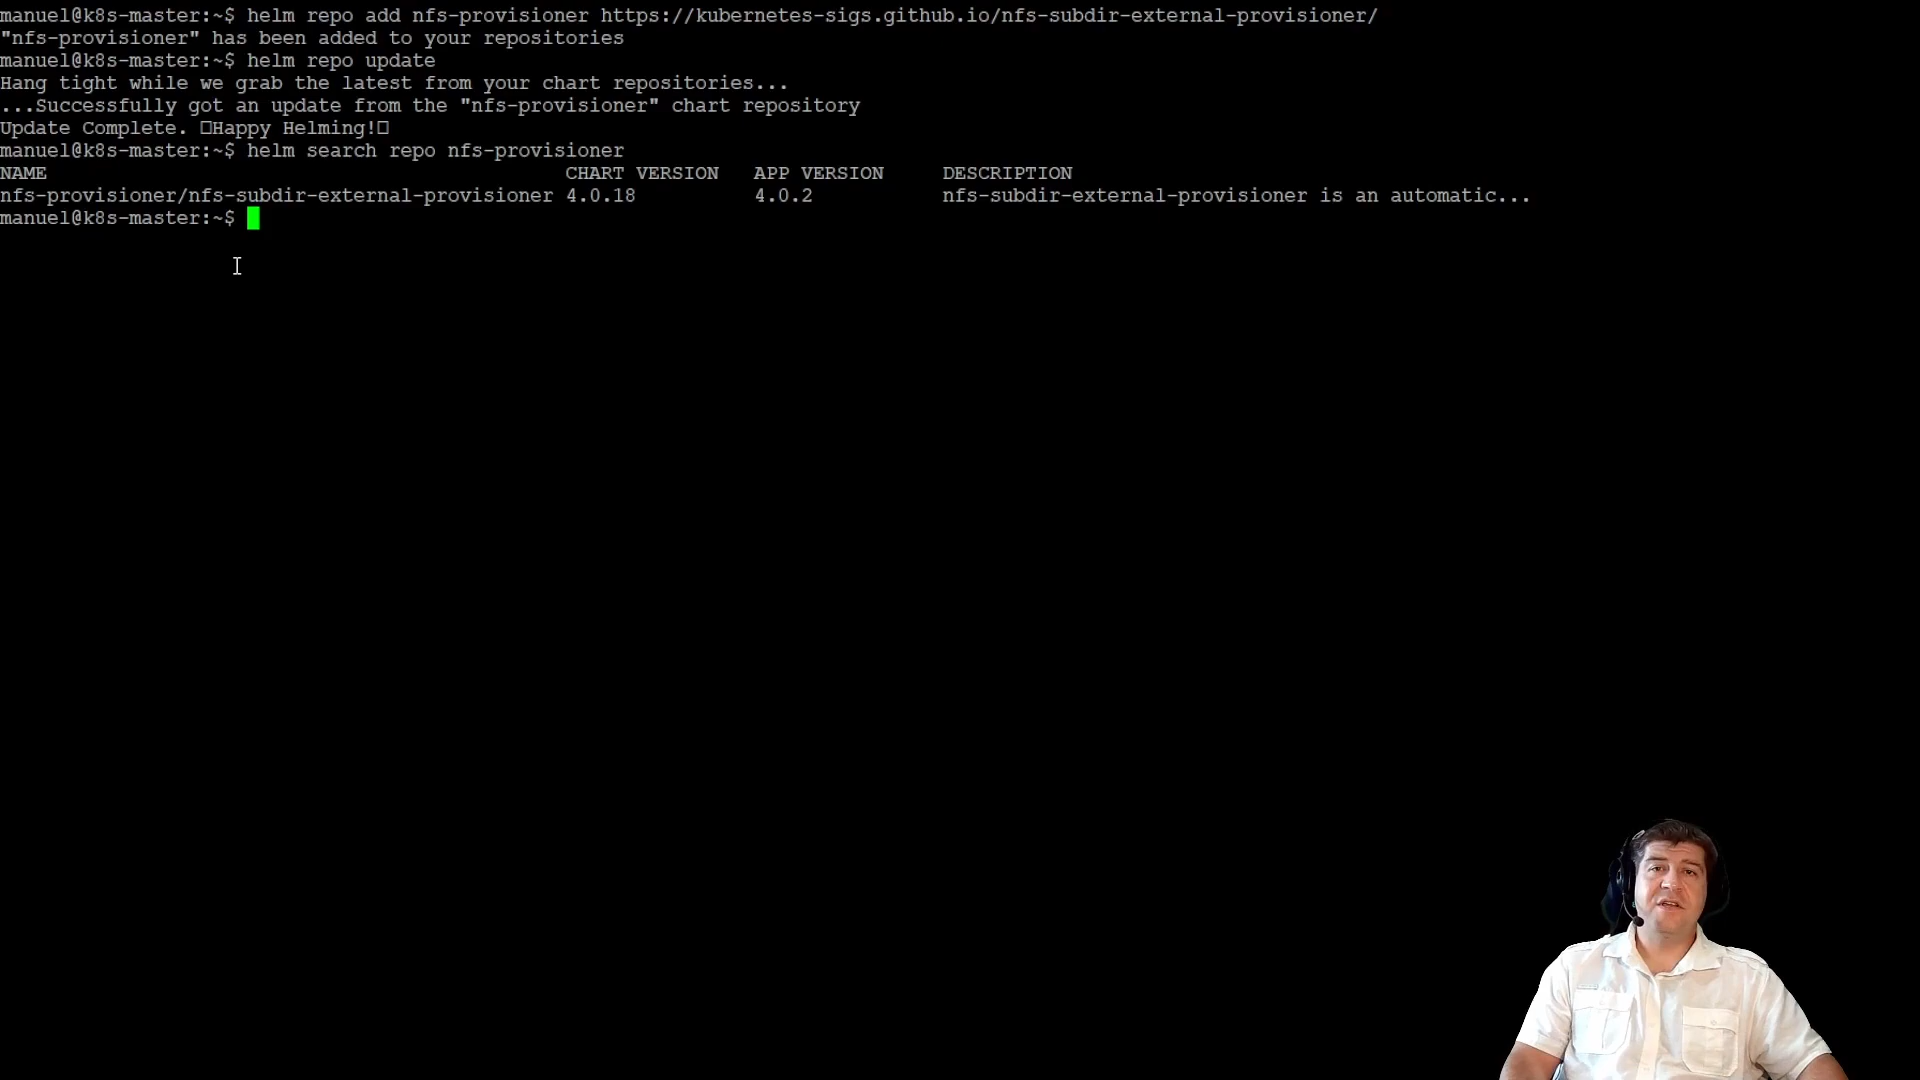 manuel@k8s-master:~$ helm repo add nfs-provisioner https://kubernetes-sigs.github.io/nfs-subdir-external-provisioner/
"nfs-provisioner" has been added to your repositories
manuel@k8s-master:~$ helm repo update
Hang tight while we grab the latest from your chart repositories...
...Successfully got an update from the "nfs-provisioner" chart repository
Update Complete. ⎕Happy Helming!⎕
manuel@k8s-master:~$ helm search repo nfs-provisioner
NAME CHART VERSION APP VERSION DESCRIPTION
nfs-provisioner/nfs-subdir-external-provisioner 4.0.18 4.0.2 nfs-subdir-external-provisioner is an automatic...
manuel@k8s-master:~$